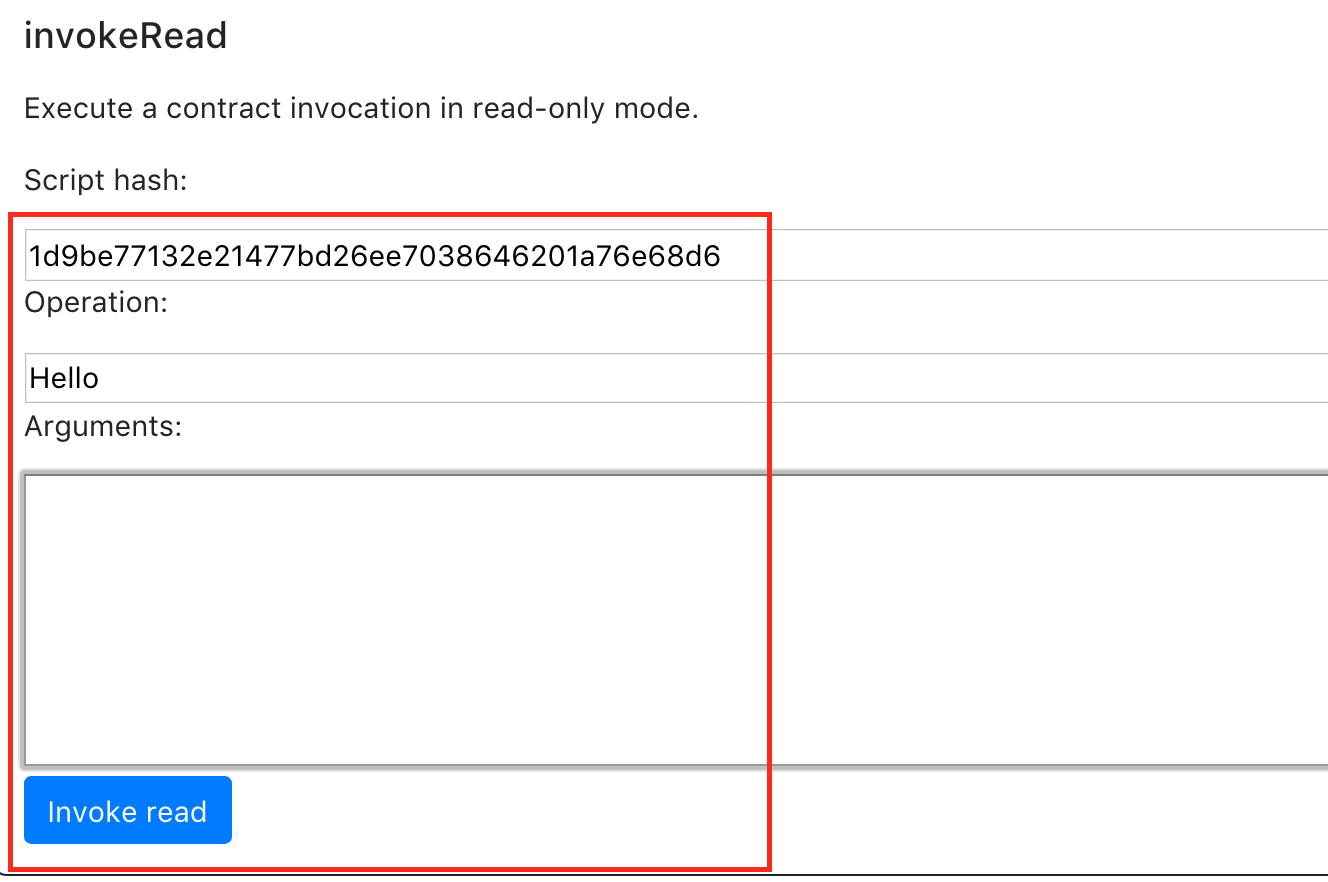 invokeRead
Execute a contract invocation in read-only mode.
Script hash:
1d9be77132e21477bd26ee7038646201a76e68d6
Operation:
Hello
Arguments:
Invoke read